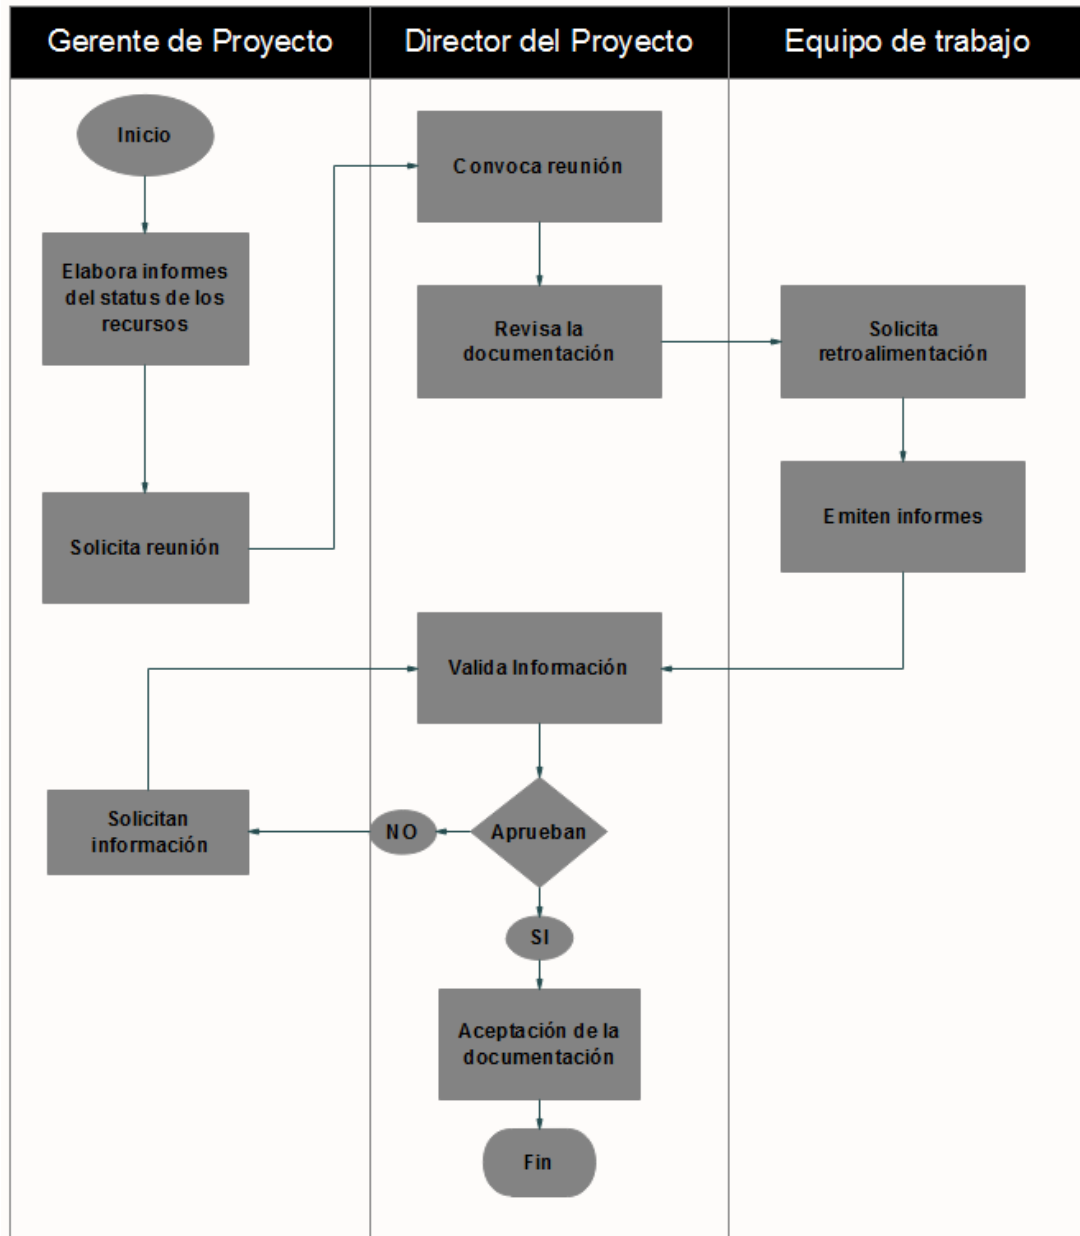 Gerente de Proyecto
Director del Proyecto
Equipo de trabajo
Inicio
Convoca reunión
Elabora informes
del status de los
recursos
Revisa la
documentación
Solicita
retroalimentación
Solicita reunión
Emiten informes
Valida Información
Solicitan
información
NO
Aprueban
SI
Aceptación de la
documentación
Fin